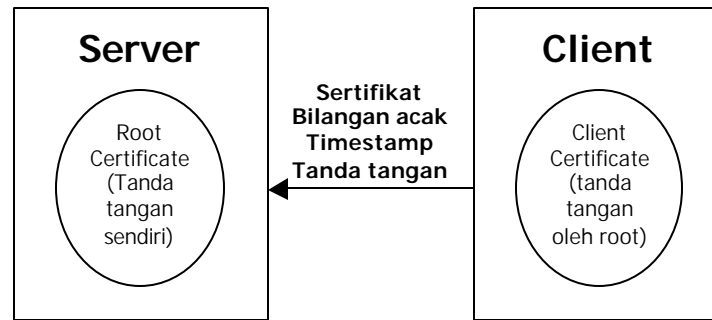 Server
Root
Certificate
(Tanda
tangan
sendiri)
Sertifikat
Bilangan acak
Timestamp
Tanda tangan
Client
Client
Certificate
(tanda
tangan
oleh root)